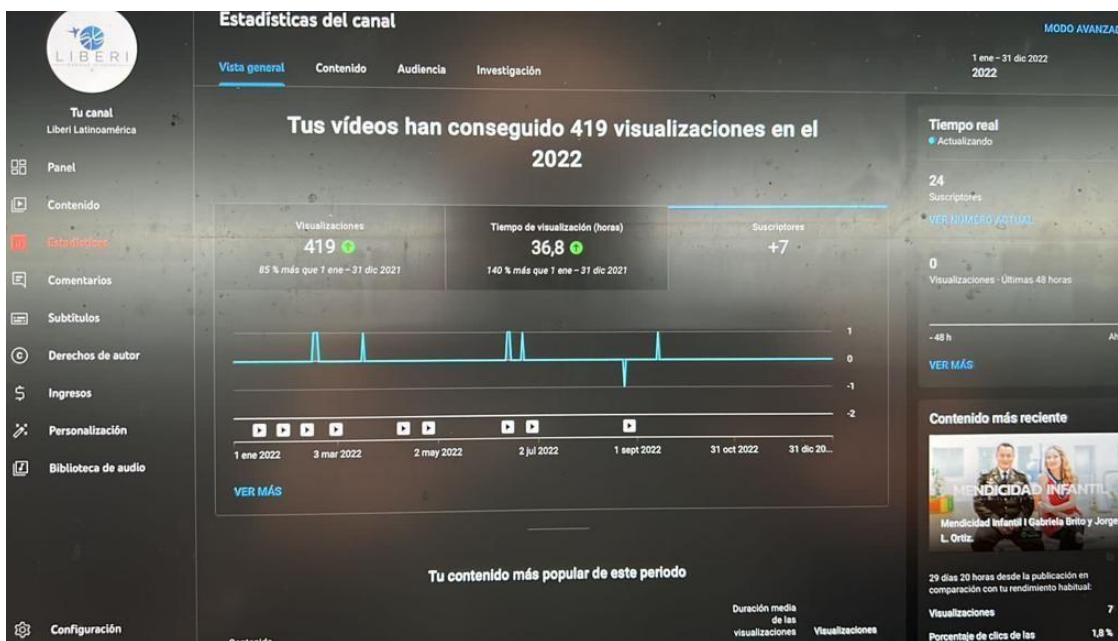 LIBERI
Tu canal
Liberi Latinoamérica
Panel
Contenido
Estadísticas
Comentarios
Subtítulos
Derechos de autor
Ingresos
Personalización
Biblioteca de audio
Configuración
Estadísticas del canal
MODO AVANZAD
Vista general
Contenido
Audiencia
Investigación
1 ene – 31 dic 2022
2022
Tus vídeos han conseguido 419 visualizaciones en el
2022
Visualizaciones
419
85 % más que 1 ene – 31 dic 2021
Tiempo de visualización (horas)
36,8
140 % más que 1 ene – 31 dic 2021
Suscriptores
+7
1
0
-1
-2
1 ene 2022
3 mar 2022
2 may 2022
2 jul 2022
1 sept 2022
31 oct 2022
31 dic 20...
VER MÁS
Tu contenido más popular de este periodo
Contenido
Duración media
de las
visualizaciones
Visualizaciones
Tiempo real
Actualizando
24
Suscriptores
VER NÚMERO ACTUAL
0
Visualizaciones · Últimas 48 horas
- 48 h
Ah
VER MÁS
Contenido más reciente
MENDICIDAD INFANTIL
Mendicidad Infantil I Gabriela Brito y Jorge
L. Ortiz.
29 días 20 horas desde la publicación en
comparación con tu rendimiento habitual:
Visualizaciones
7
Porcentaje de clics de las
1,8 %